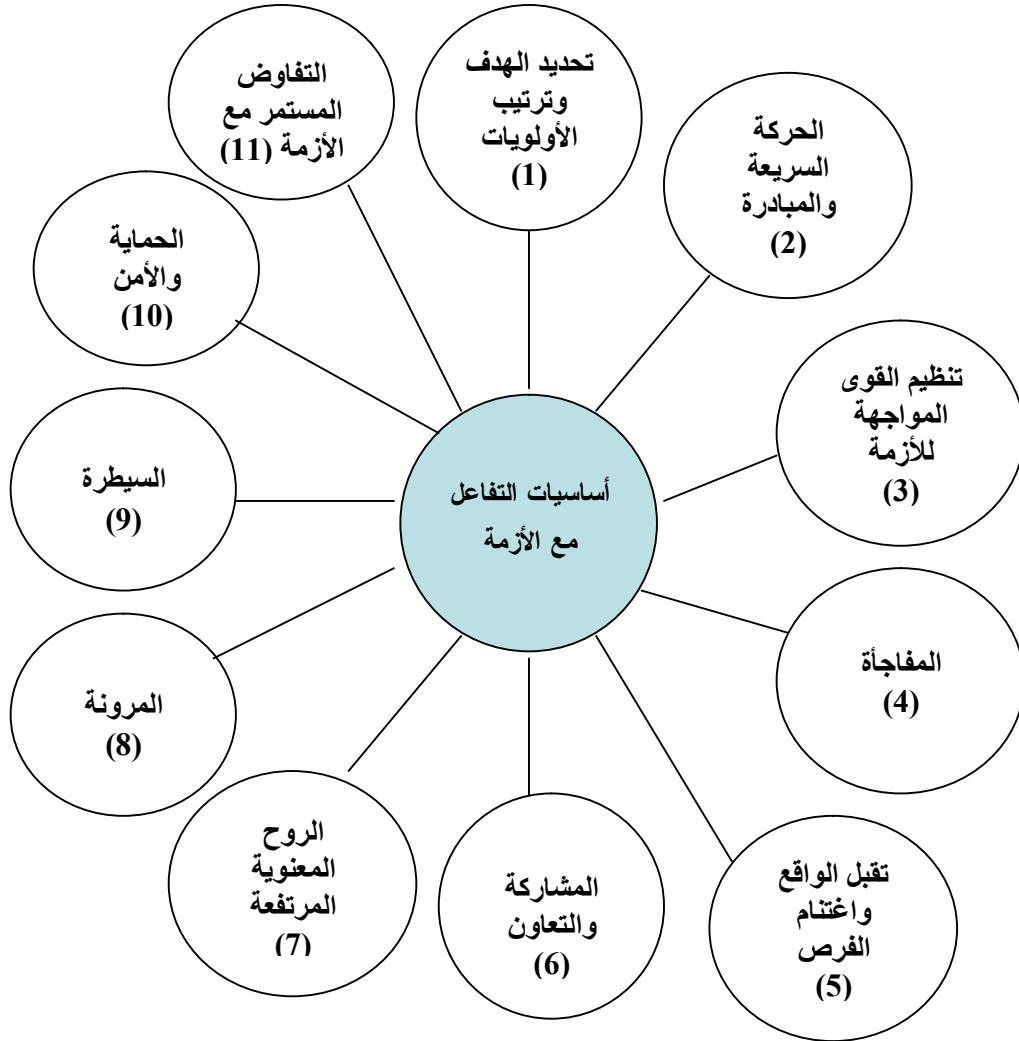 أساسيات التفاعل
مع الأزمة
تحديد الهدف
وترتيب
الأولويات
(1)
الحركة
السريعة
والمبادرة
(2)
تنظيم القوى
المواجهة
للأزمة
(3)
المفاجأة
(4)
تقبل الواقع
واغتنام
الفرص
(5)
المشاركة
والتعاون
(6)
الروح
المعنوية
المرتفعة
(7)
المرونة
(8)
السيطرة
(9)
الحماية
والأمن
(10)
التفاوض
المستمر مع
الأزمة (11)